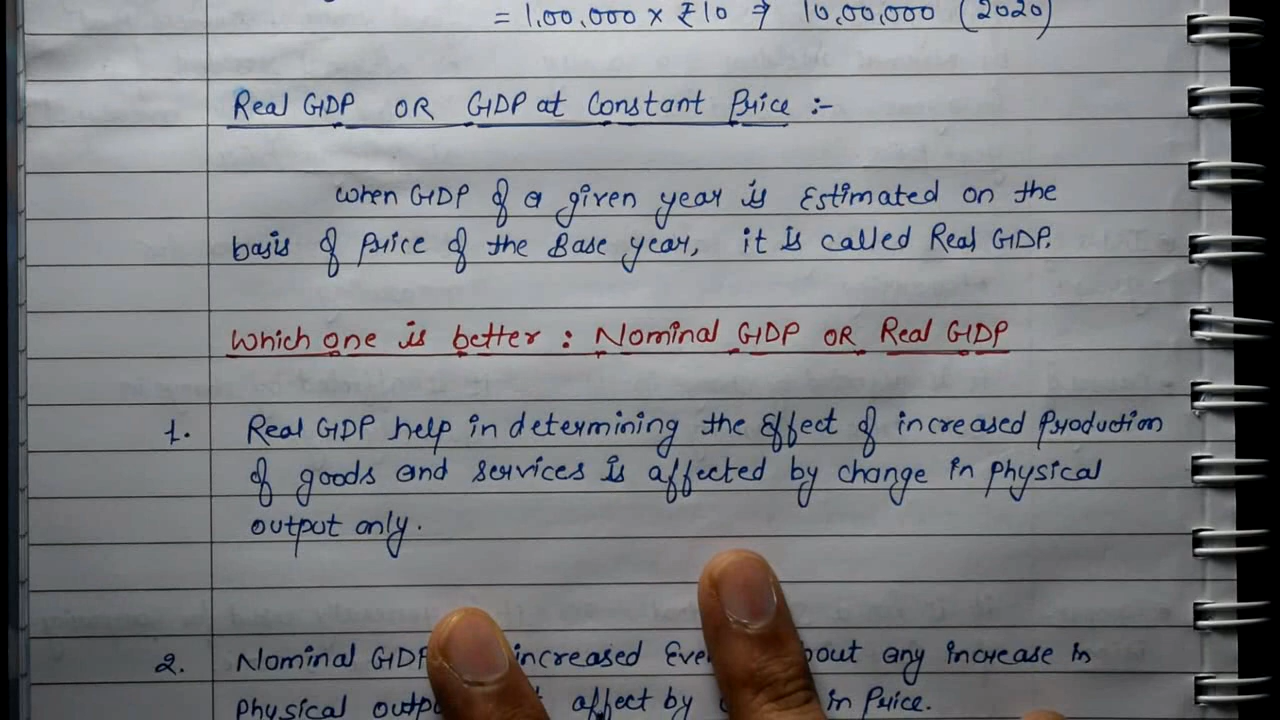 = 1,00,000 × ₹10 ⇒ 10,00,000 (2020)
Real GDP OR GDP at Constant Price :-
when GDP of a given year is Estimated on the
basis of Price of the Base year, it is called Real GDP.
Which one is better : Nominal GDP OR Real GDP
1. Real GDP help in determining the Effect of increased Production
of goods and services is affected by change in Physical
output only.
2. Nominal GDP increased any increase in
Physical affect by in Price.